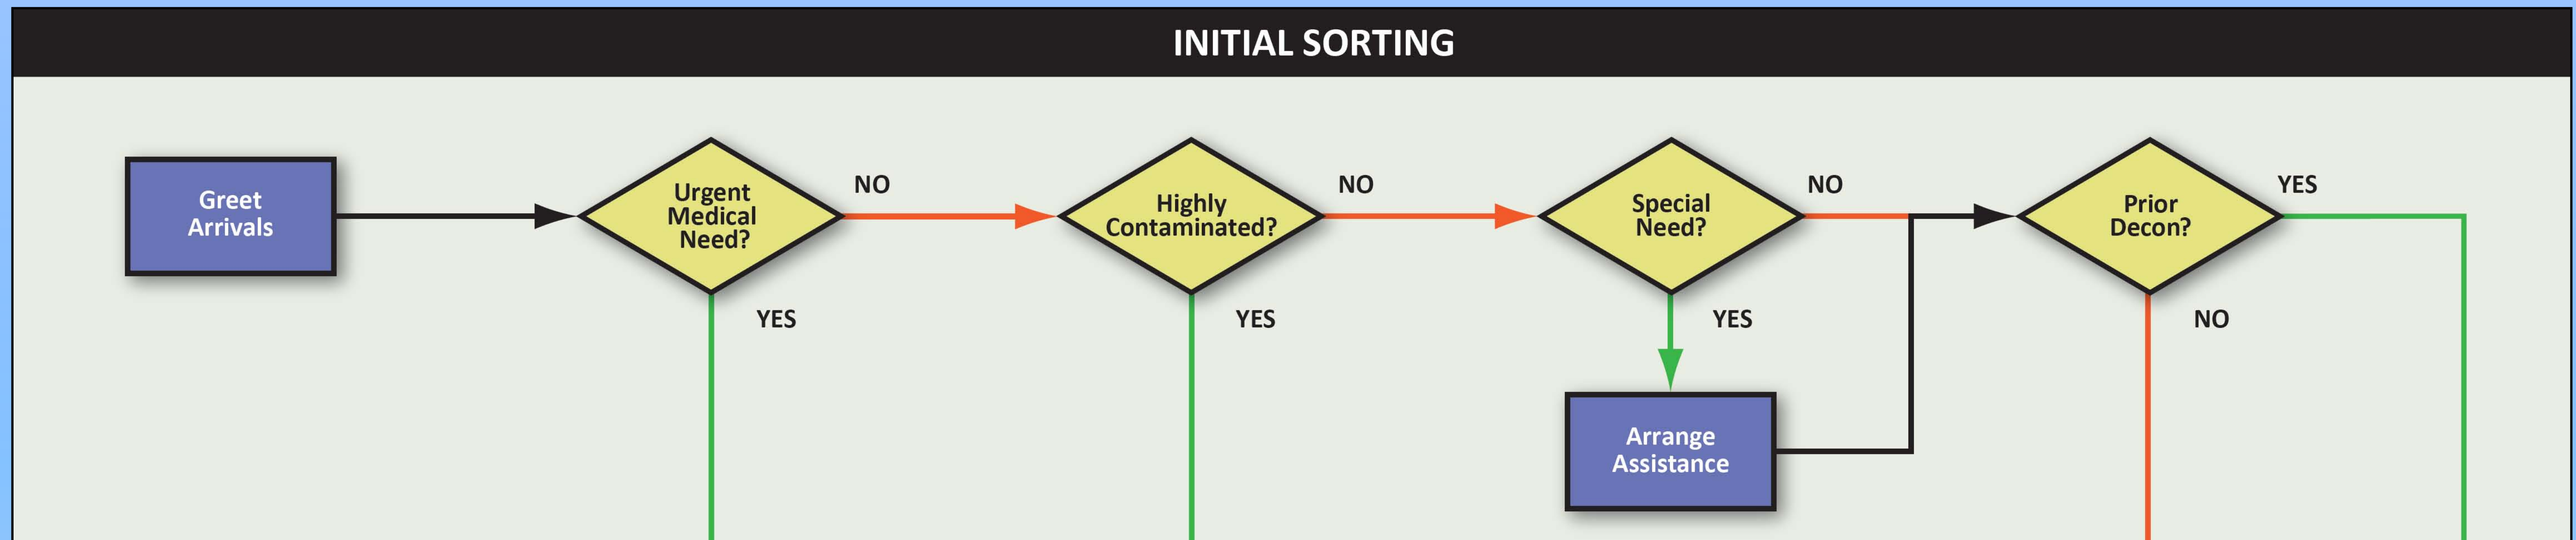 INITIAL SORTING
Greet
Arrivals
Urgent
Medical
Need?
NO
YES
Highly
Contaminated?
NO
YES
Special
Need?
NO
YES
Arrange
Assistance
Prior
Decon?
YES
NO